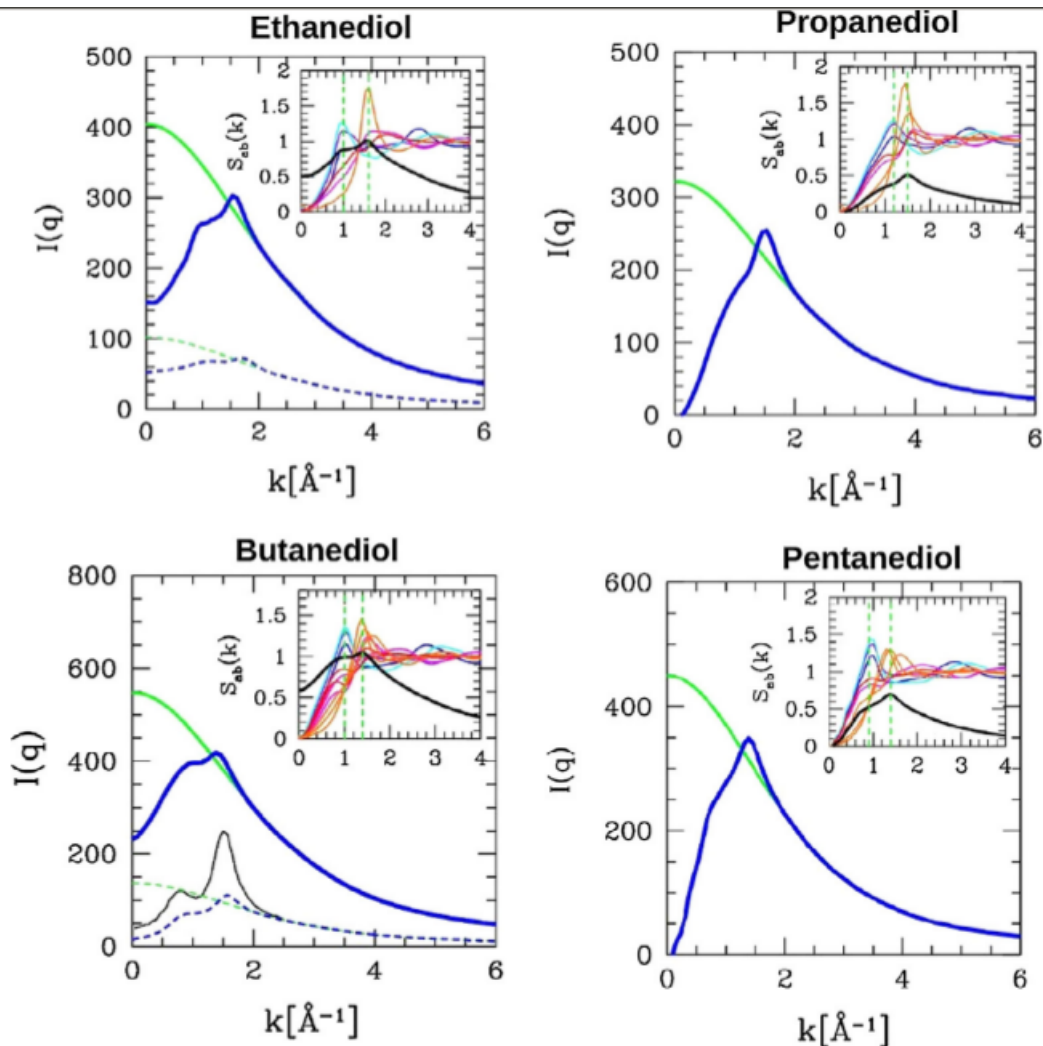 Ethanediol
500
400
300
200
100
0
I(q)
0 2 4 6
k[Å⁻¹]
2
1.5
1
0.5
0
S_ab(k)
0 1 2 3 4
Propanediol
500
400
300
200
100
0
I(q)
0 2 4 6
k[Å⁻¹]
2
1.5
1
0.5
0
S_ab(k)
0 1 2 3 4
Butanediol
800
600
400
200
0
I(q)
0 2 4 6
k[Å⁻¹]
1.5
1
0.5
0
S_ab(k)
0 1 2 3 4
Pentanediol
600
400
200
0
I(q)
0 2 4 6
k[Å⁻¹]
2
1.5
1
0.5
0
S_ab(k)
0 1 2 3 4